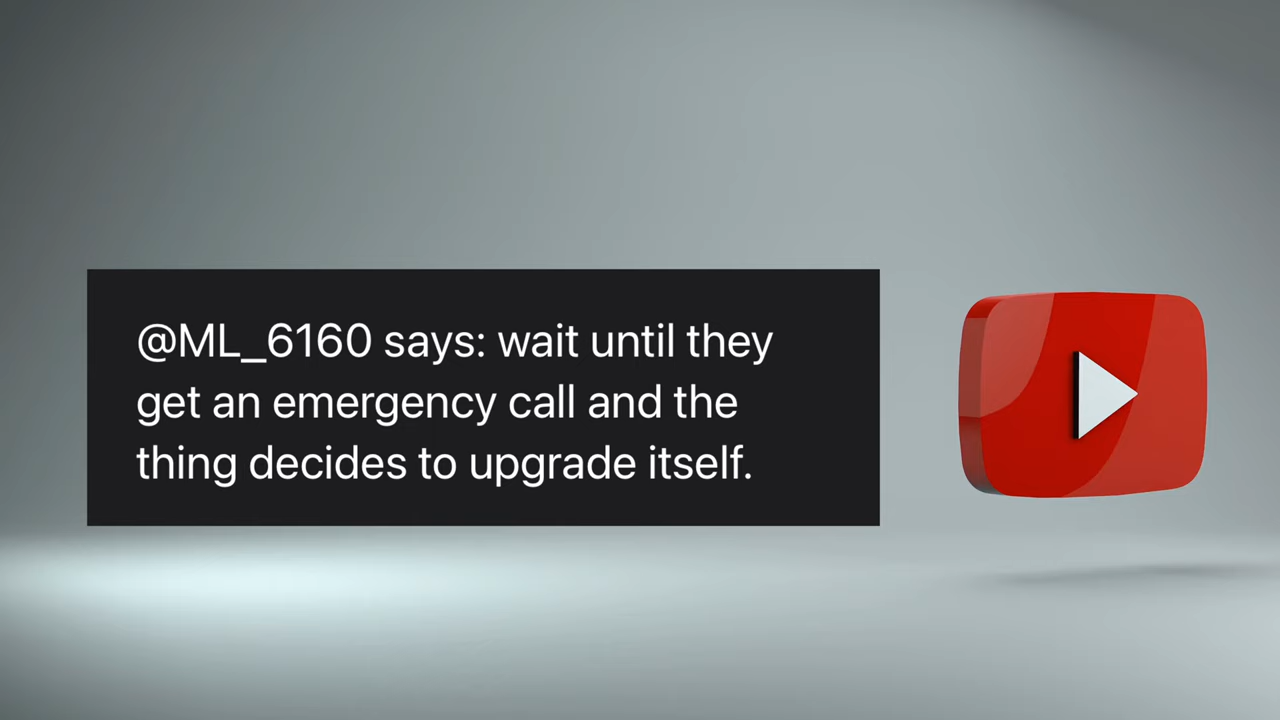 @ML_6160 says: wait until they
get an emergency call and the
thing decides to upgrade itself.